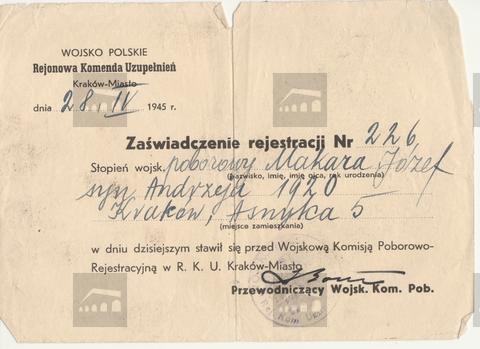 WOJSKO POLSKIE
Rejonowa Komenda Uzupełnień
Kraków-Miasto
dnia 28 IV 1945 r.
Zaświadczenie rejestracji Nr 226
Stopień wojsk. poborowy Makara Józef
(nazwisko, imię, imię ojca, rok urodzenia)
syn Andrzeja 1920
Kraków, Asnyka 5
(miejsce zamieszkania)
w dniu dzisiejszym stawił się przed Wojskową Komisją Poborowo-
Rejestracyjną w R. K. U. Kraków-Miasto
Przewodniczący Wojsk. Kom. Pob.